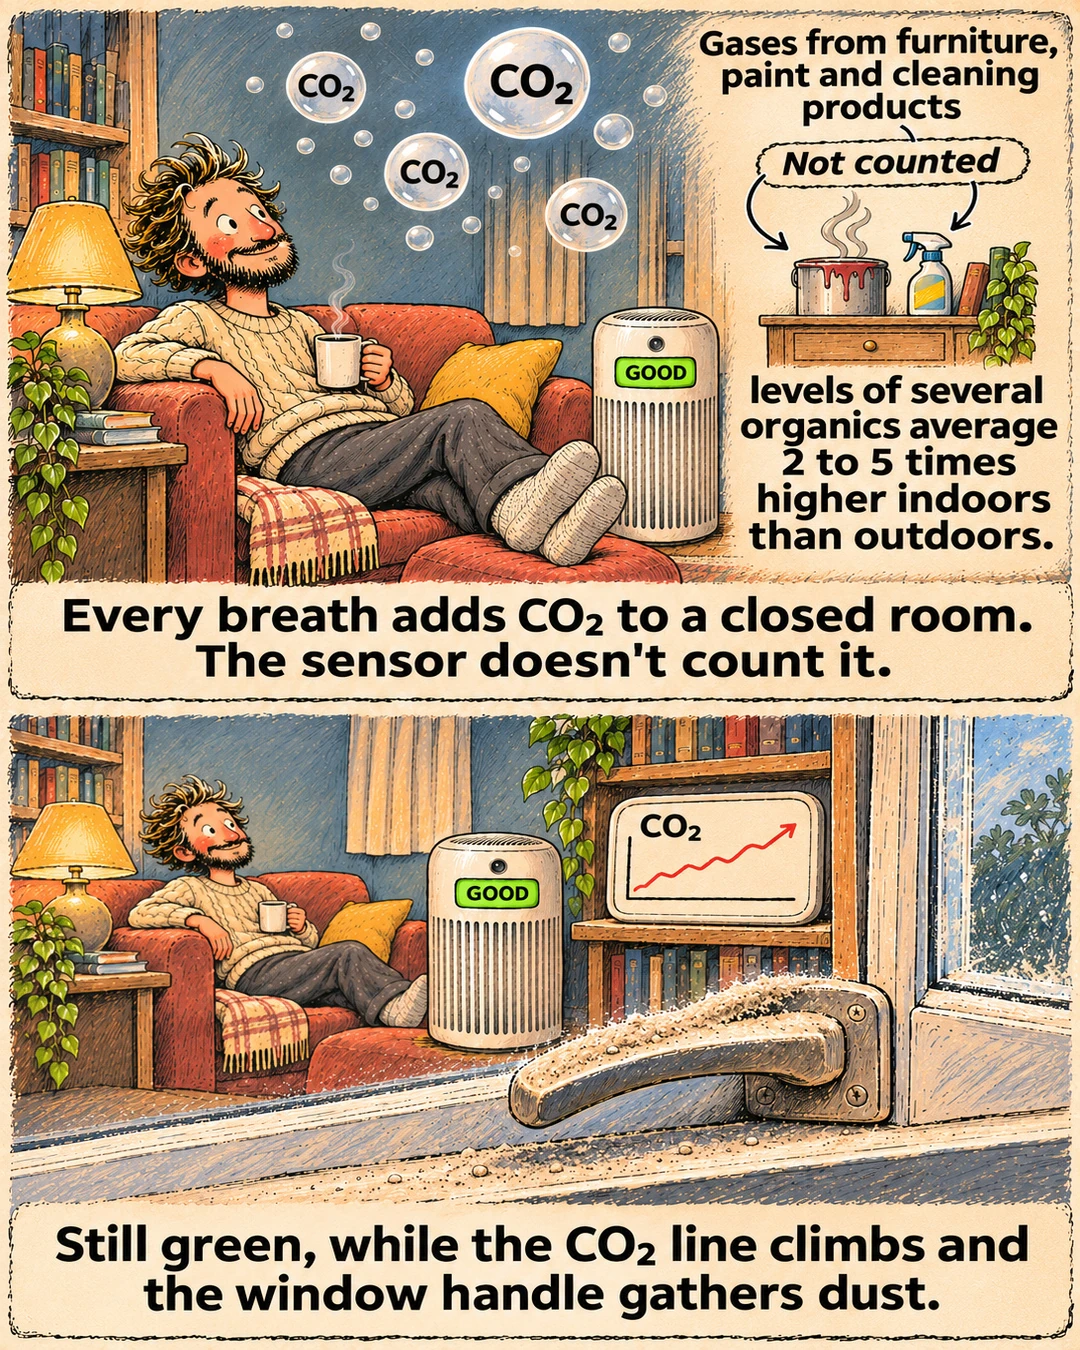 CO₂
CO₂
CO₂
CO₂
Gases from furniture,
paint and cleaning
products
Not counted
GOOD
levels of several
organics average
2 to 5 times
higher indoors
than outdoors.
Every breath adds CO₂ to a closed room.
The sensor doesn't count it.
CO₂
GOOD
Still green, while the CO₂ line climbs and
the window handle gathers dust.